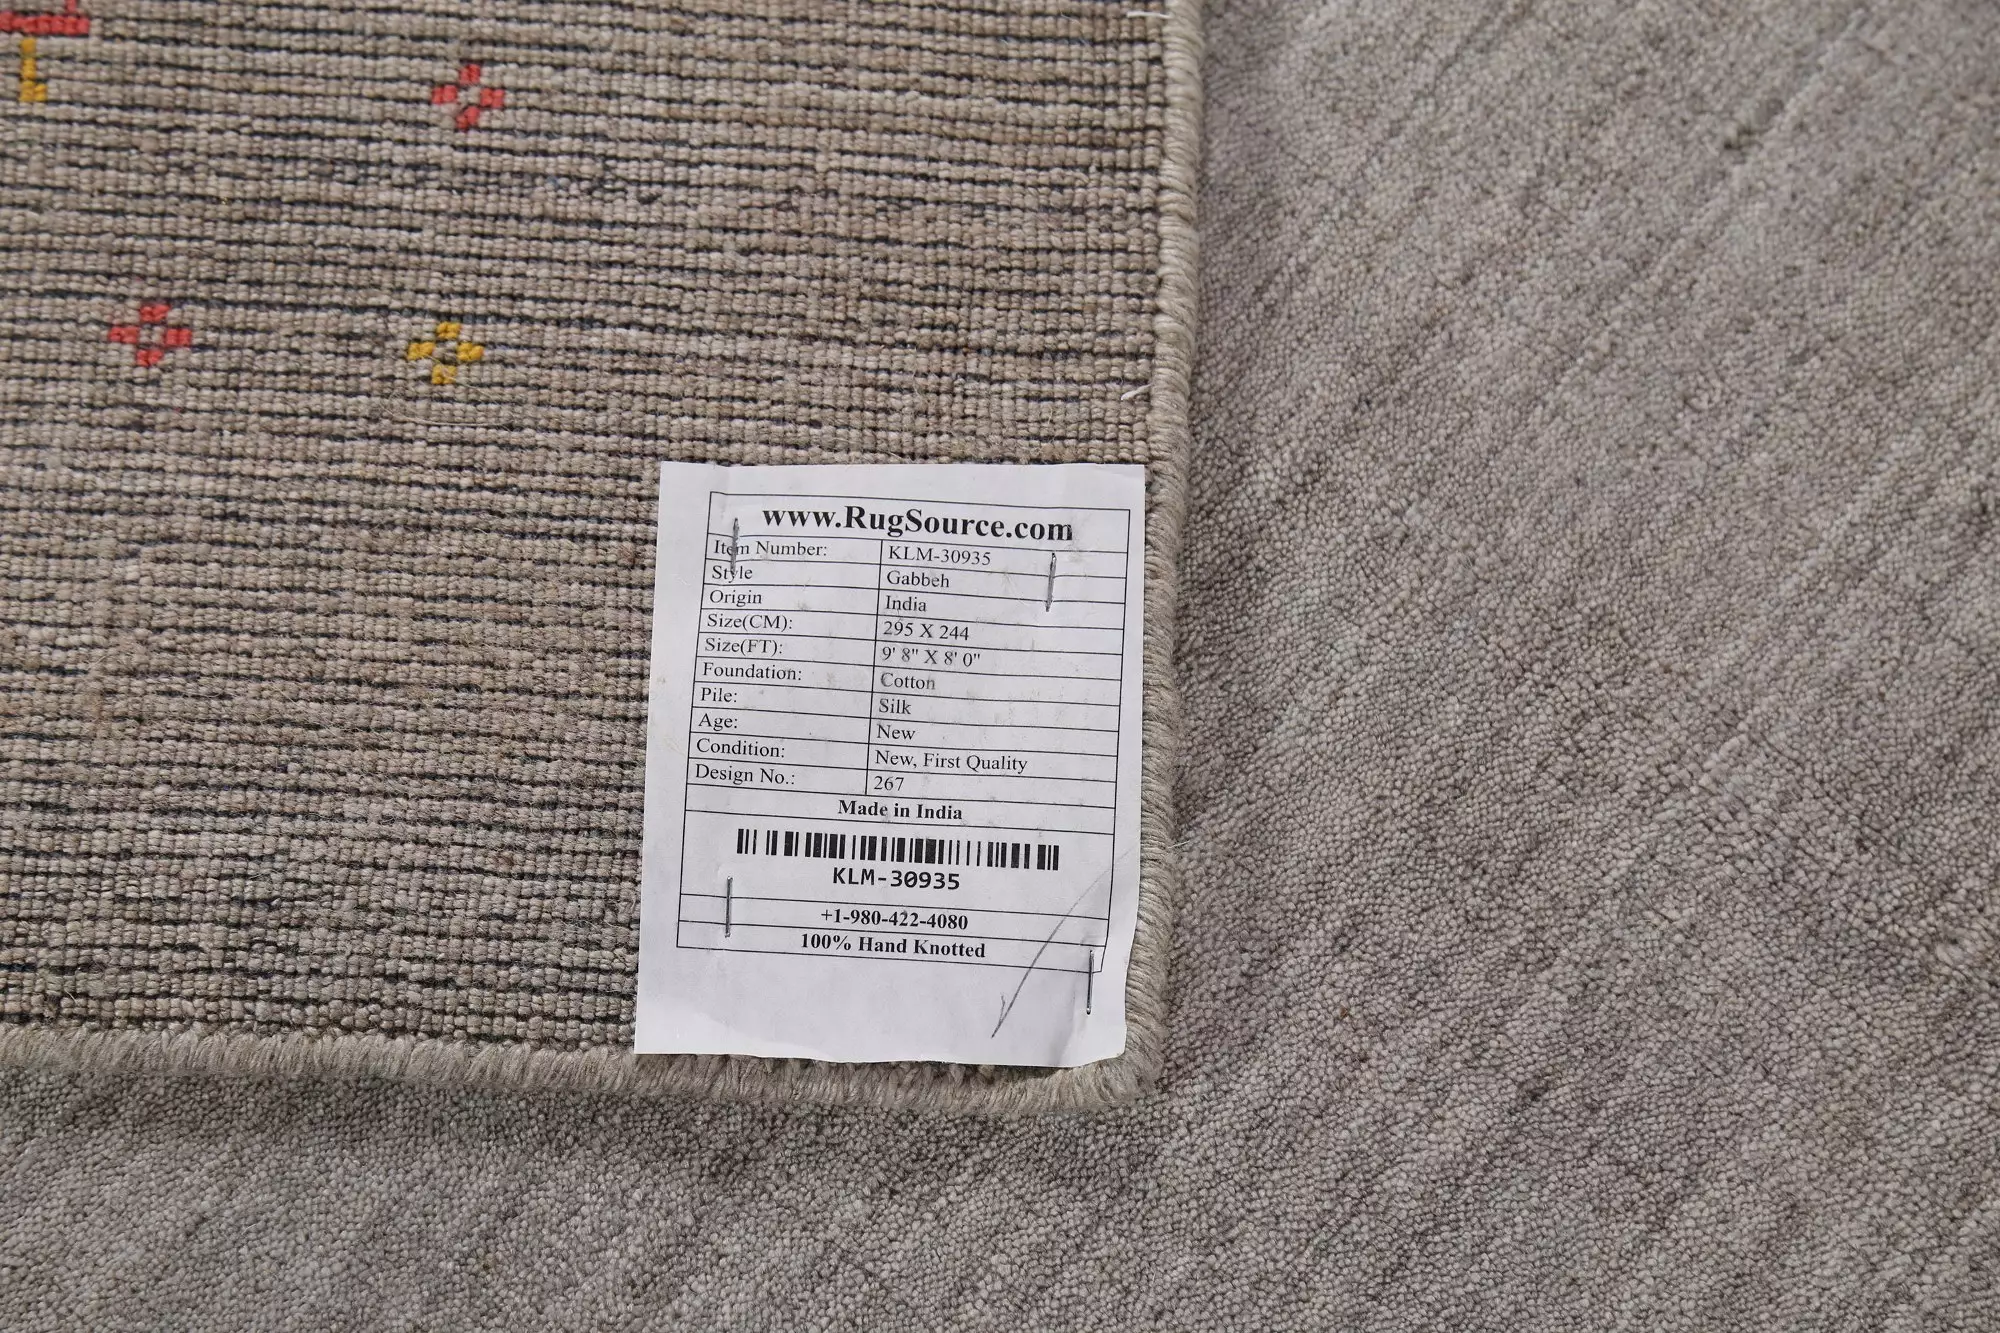 www.RugSource.com
Item Number: KLM-30935
Style Gabbeh
Origin India
Size(CM): 295 X 244
Size(FT): 9' 8" X 8' 0"
Foundation: Cotton
Pile: Silk
Age: New
Condition: New, First Quality
Design No.: 267
Made in India
KLM-30935
+1-980-422-4080
100% Hand Knotted